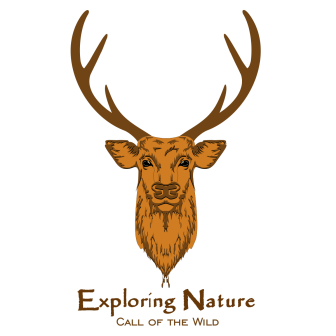 Exploring Nature
Call of the Wild